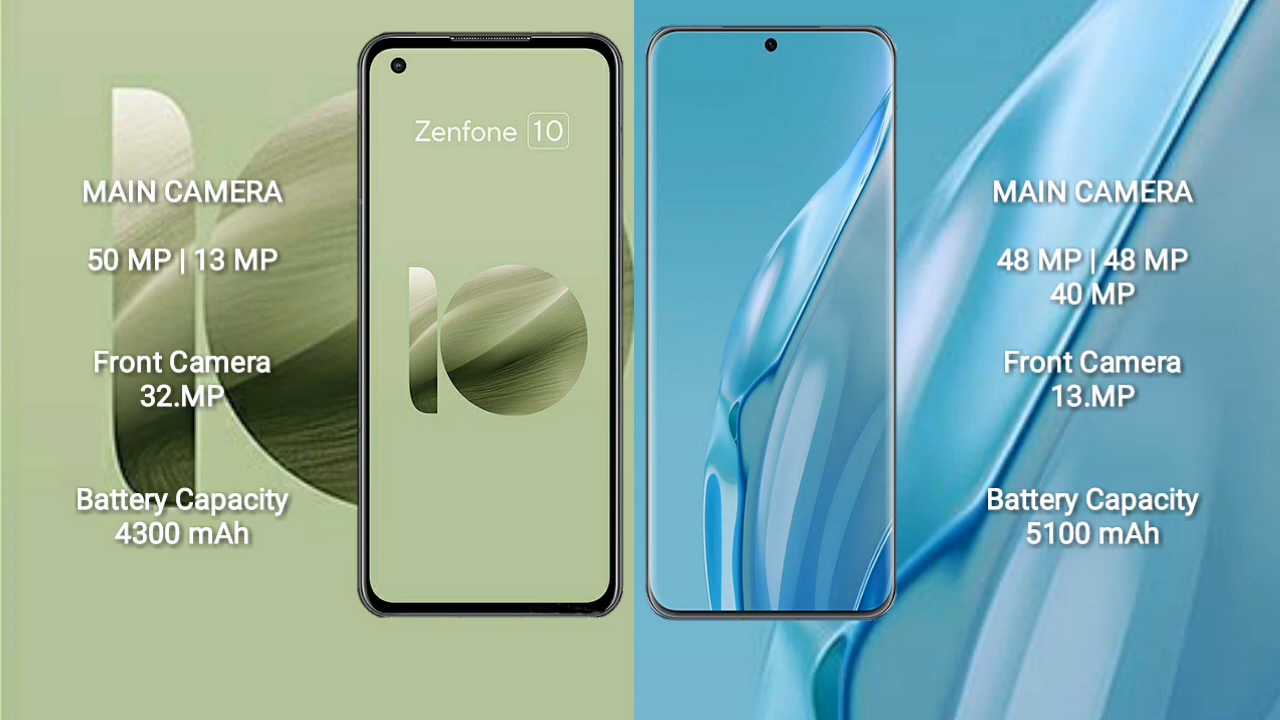 MAIN CAMERA
50 MP | 13 MP
Front Camera
32.MP
Battery Capacity
4300 mAh
Zenfone 10
MAIN CAMERA
48 MP | 48 MP
40 MP
Front Camera
13.MP
Battery Capacity
5100 mAh